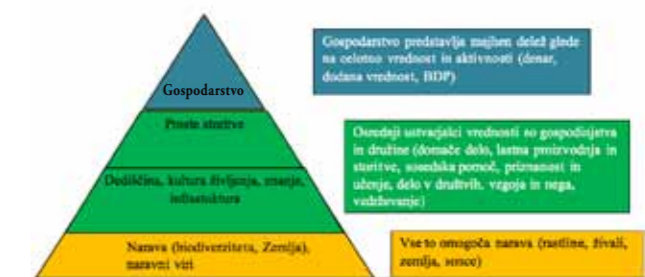 Gospodarstvo
Proste storitve
Dediščina, kultura življenja, znanje,
infrastruktura
Narava (biodiverziteta, Zemlja),
naravni viri
Gospodarstvo predstavlja majhen delež glede
na celotno vrednost in aktivnosti (denar,
dodana vrednost, BDP)
Osrednji ustvarjalci vrednosti so gospodinjstva
in družine (domače delo, lastna proizvodnja in
storitve, sosedska pomoč, priznanost in
učenje, delo v društvih, vzgoja in nega,
vzdrževanje)
Vse to omogoča narava (rastline, živali,
zemlja, sonce)